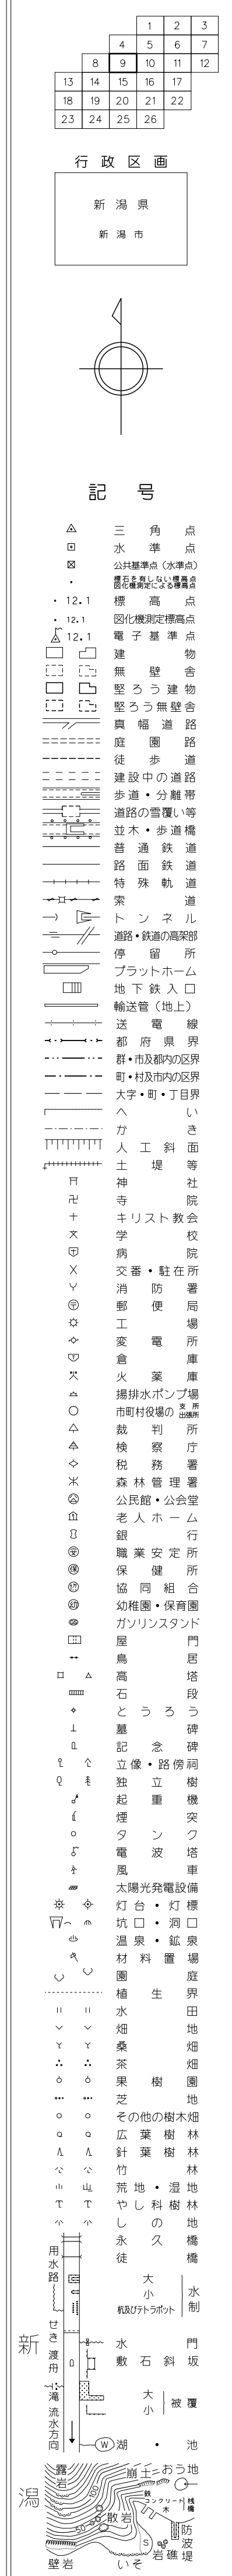 1 2 3
4 5 6 7
8 9 10 11 12
13 14 15 16 17
18 19 20 21 22
23 24 25 26
行政区画
新潟県
新潟市
記号
三角点
水準点
公共基準点（水準点）
標石を有しない標高点
図化機測定による標高点
・12.1 標高点
・12.1 図化機測定標高点
12.1 電子基準点
建物
無壁舎
堅ろう建物
堅ろう無壁舎
真幅道路
庭園路
徒歩道
建設中の道路
歩道・分離帯
道路の雪覆い等
並木・歩道橋
普通鉄道
路面鉄道
特殊軌道
索道
トンネル
道路・鉄道の高架部
停留所
プラットホーム
地下鉄入口
輸送管（地上）
送電線
都府県界
群・市及都内の区界
町・村及市内の区界
大字・町・丁目界
へい
かき
人工斜面
土堤等
神社
寺院
キリスト教会
学校
病院
交番・駐在所
消防署
郵便局
工場
変電所
倉庫
火薬庫
揚排水ポンプ場
市町村役場の支所出張所
裁判所
検察庁
税務署
森林管理署
公民館・公会堂
老人ホーム
銀行
職業安定所
保健所
協同組合
幼稚園・保育園
ガソリンスタンド
屋門
鳥居
高塔
石段
とうろう
墓碑
記念碑
立像・路傍祠
独立樹
起重機
煙突
タンク
電波塔
風車
太陽光発電設備
灯台・灯標
坑口・洞口
温泉・鉱泉
材料置場
園庭
植生界
水田
畑地
桑畑
茶畑
果樹園
芝地
その他の樹木畑
広葉樹林
針葉樹林
竹林
荒地・湿地
やし科樹林
しの地
永久橋
徒橋
用水路
大
小
杭及びテトラポット
水制
せき
水門
渡舟
敷石斜坂
滝
大
小
被覆
流水方向
W 湖・池
新潟
露岩
崩土
おう地
100
散岩
50
鉄
コンクリート
木
桟橋
S
防波堤
壁岩
いそ
岩礁